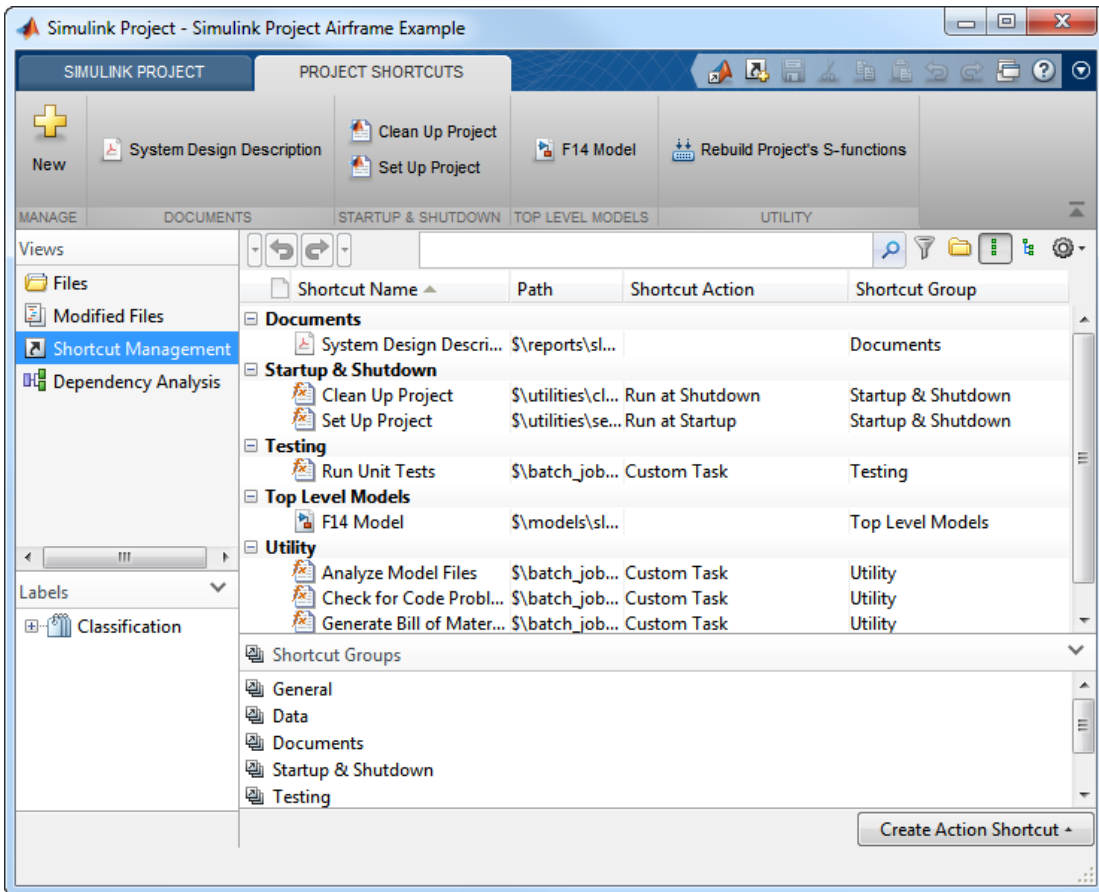 Simulink Project - Simulink Project Airframe Example
SIMULINK PROJECT PROJECT SHORTCUTS
New
System Design Description
Clean Up Project
Set Up Project
F14 Model
Rebuild Project's S-functions
MANAGE DOCUMENTS STARTUP & SHUTDOWN TOP LEVEL MODELS UTILITY
Views
Files
Modified Files
Shortcut Management
Dependency Analysis
Labels
Classification
Shortcut Name Path Shortcut Action Shortcut Group
Documents
System Design Descri... $\reports\sl... Documents
Startup & Shutdown
Clean Up Project $\utilities\cl... Run at Shutdown Startup & Shutdown
Set Up Project $\utilities\se... Run at Startup Startup & Shutdown
Testing
Run Unit Tests $\batch_job... Custom Task Testing
Top Level Models
F14 Model $\models\sl... Top Level Models
Utility
Analyze Model Files $\batch_job... Custom Task Utility
Check for Code Probl... $\batch_job... Custom Task Utility
Generate Bill of Mater... $\batch_job... Custom Task Utility
Shortcut Groups
General
Data
Documents
Startup & Shutdown
Testing
Create Action Shortcut